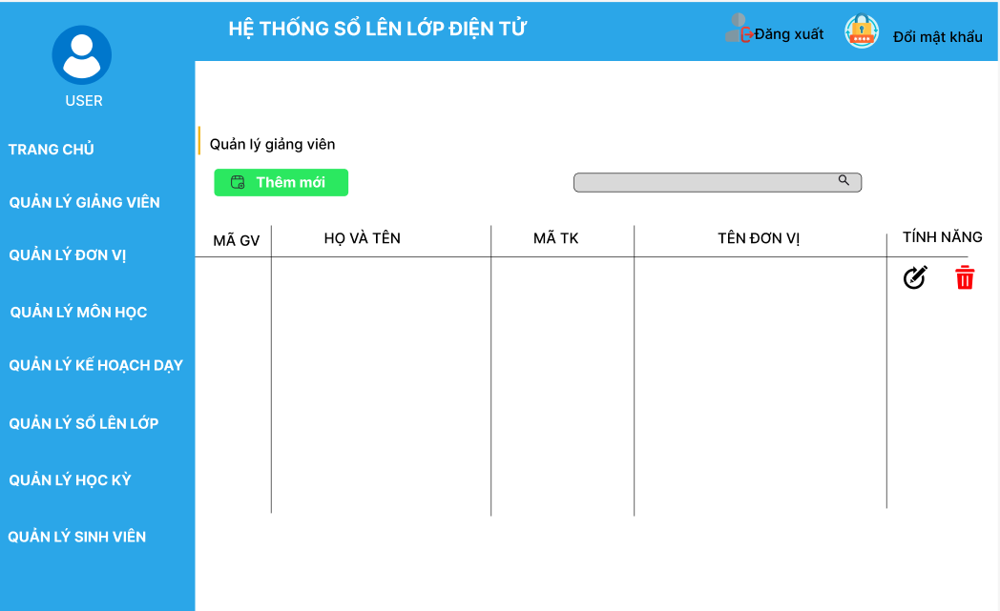 HỆ THỐNG SỔ LÊN LỚP ĐIỆN TỬ
Đăng xuất
Đổi mật khẩu
USER
TRANG CHỦ
QUẢN LÝ GIẢNG VIÊN
QUẢN LÝ ĐƠN VỊ
QUẢN LÝ MÔN HỌC
QUẢN LÝ KẾ HOẠCH DẠY
QUẢN LÝ SỔ LÊN LỚP
QUẢN LÝ HỌC KỲ
QUẢN LÝ SINH VIÊN
Quản lý giảng viên
Thêm mới
MÃ GV HỌ VÀ TÊN MÃ TK TÊN ĐƠN VỊ TÍNH NĂNG